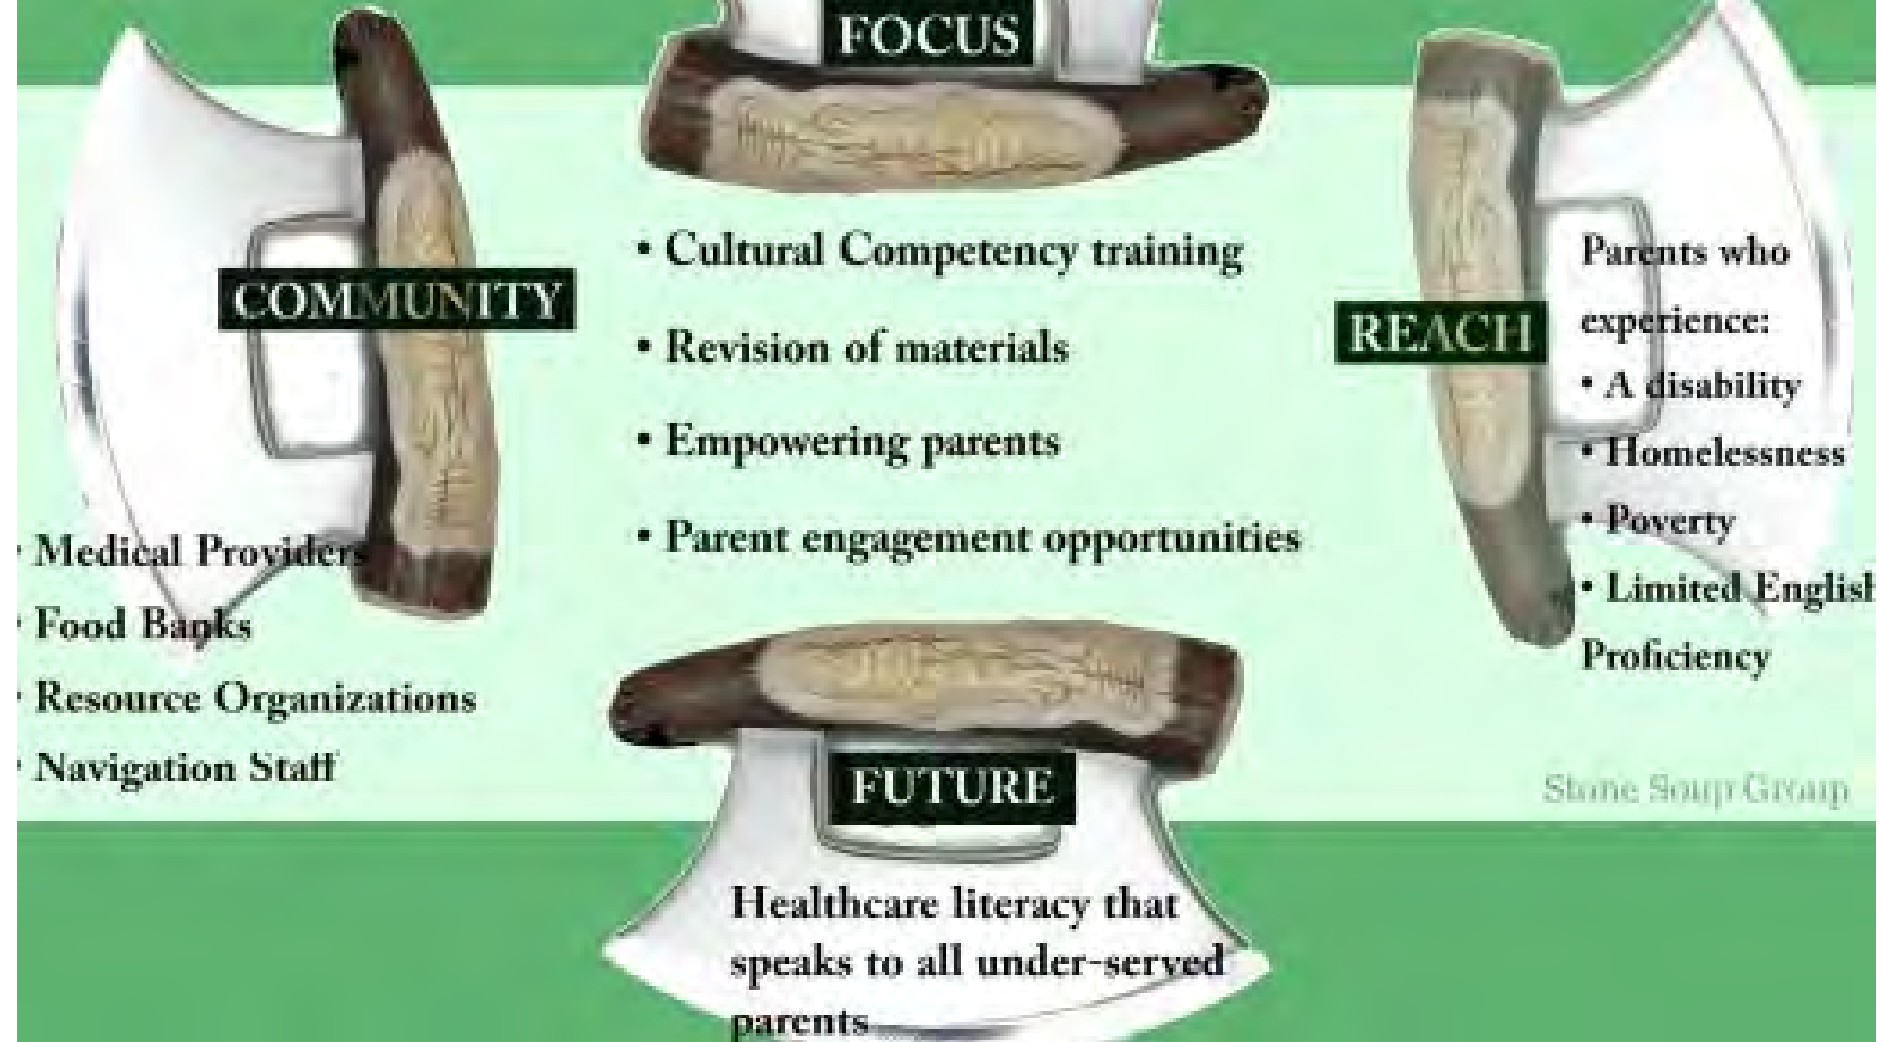 FOCUS
COMMUNITY
• Medical Providers
• Food Banks
• Resource Organizations
• Navigation Staff
• Cultural Competency training
• Revision of materials
• Empowering parents
• Parent engagement opportunities
REACH
Parents who
experience:
• A disability
• Homelessness
• Poverty
• Limited English
Proficiency
Stone Soup Group
FUTURE
Healthcare literacy that
speaks to all under-served
parents